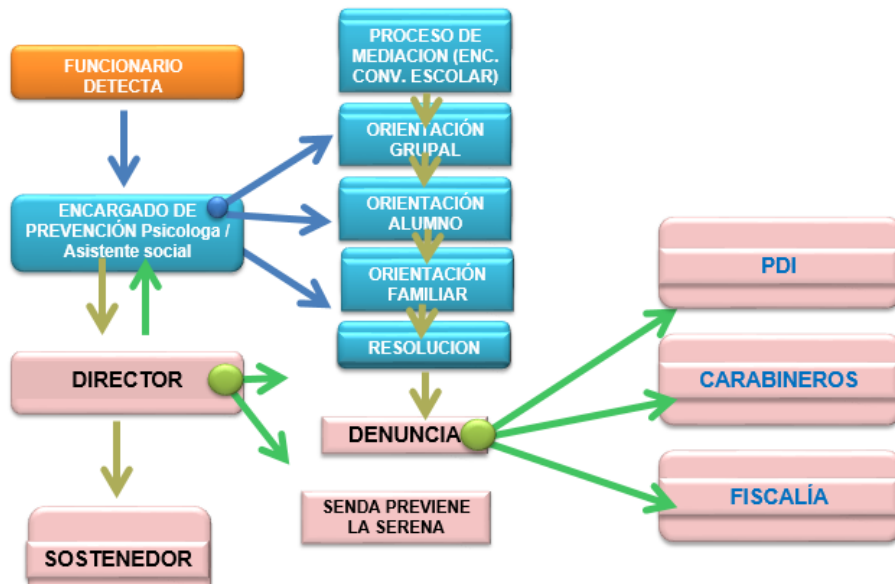 FUNCIONARIO
DETECTA
ENCARGADO DE
PREVENCIÓN Psicologa /
Asistente social
DIRECTOR
SOSTENEDOR
PROCESO DE
MEDIACION (ENC.
CONV. ESCOLAR)
ORIENTACIÓN
GRUPAL
ORIENTACIÓN
ALUMNO
ORIENTACIÓN
FAMILIAR
RESOLUCION
DENUNCIA
SENDA PREVIENE
LA SERENA
PDI
CARABINEROS
FISCALÍA